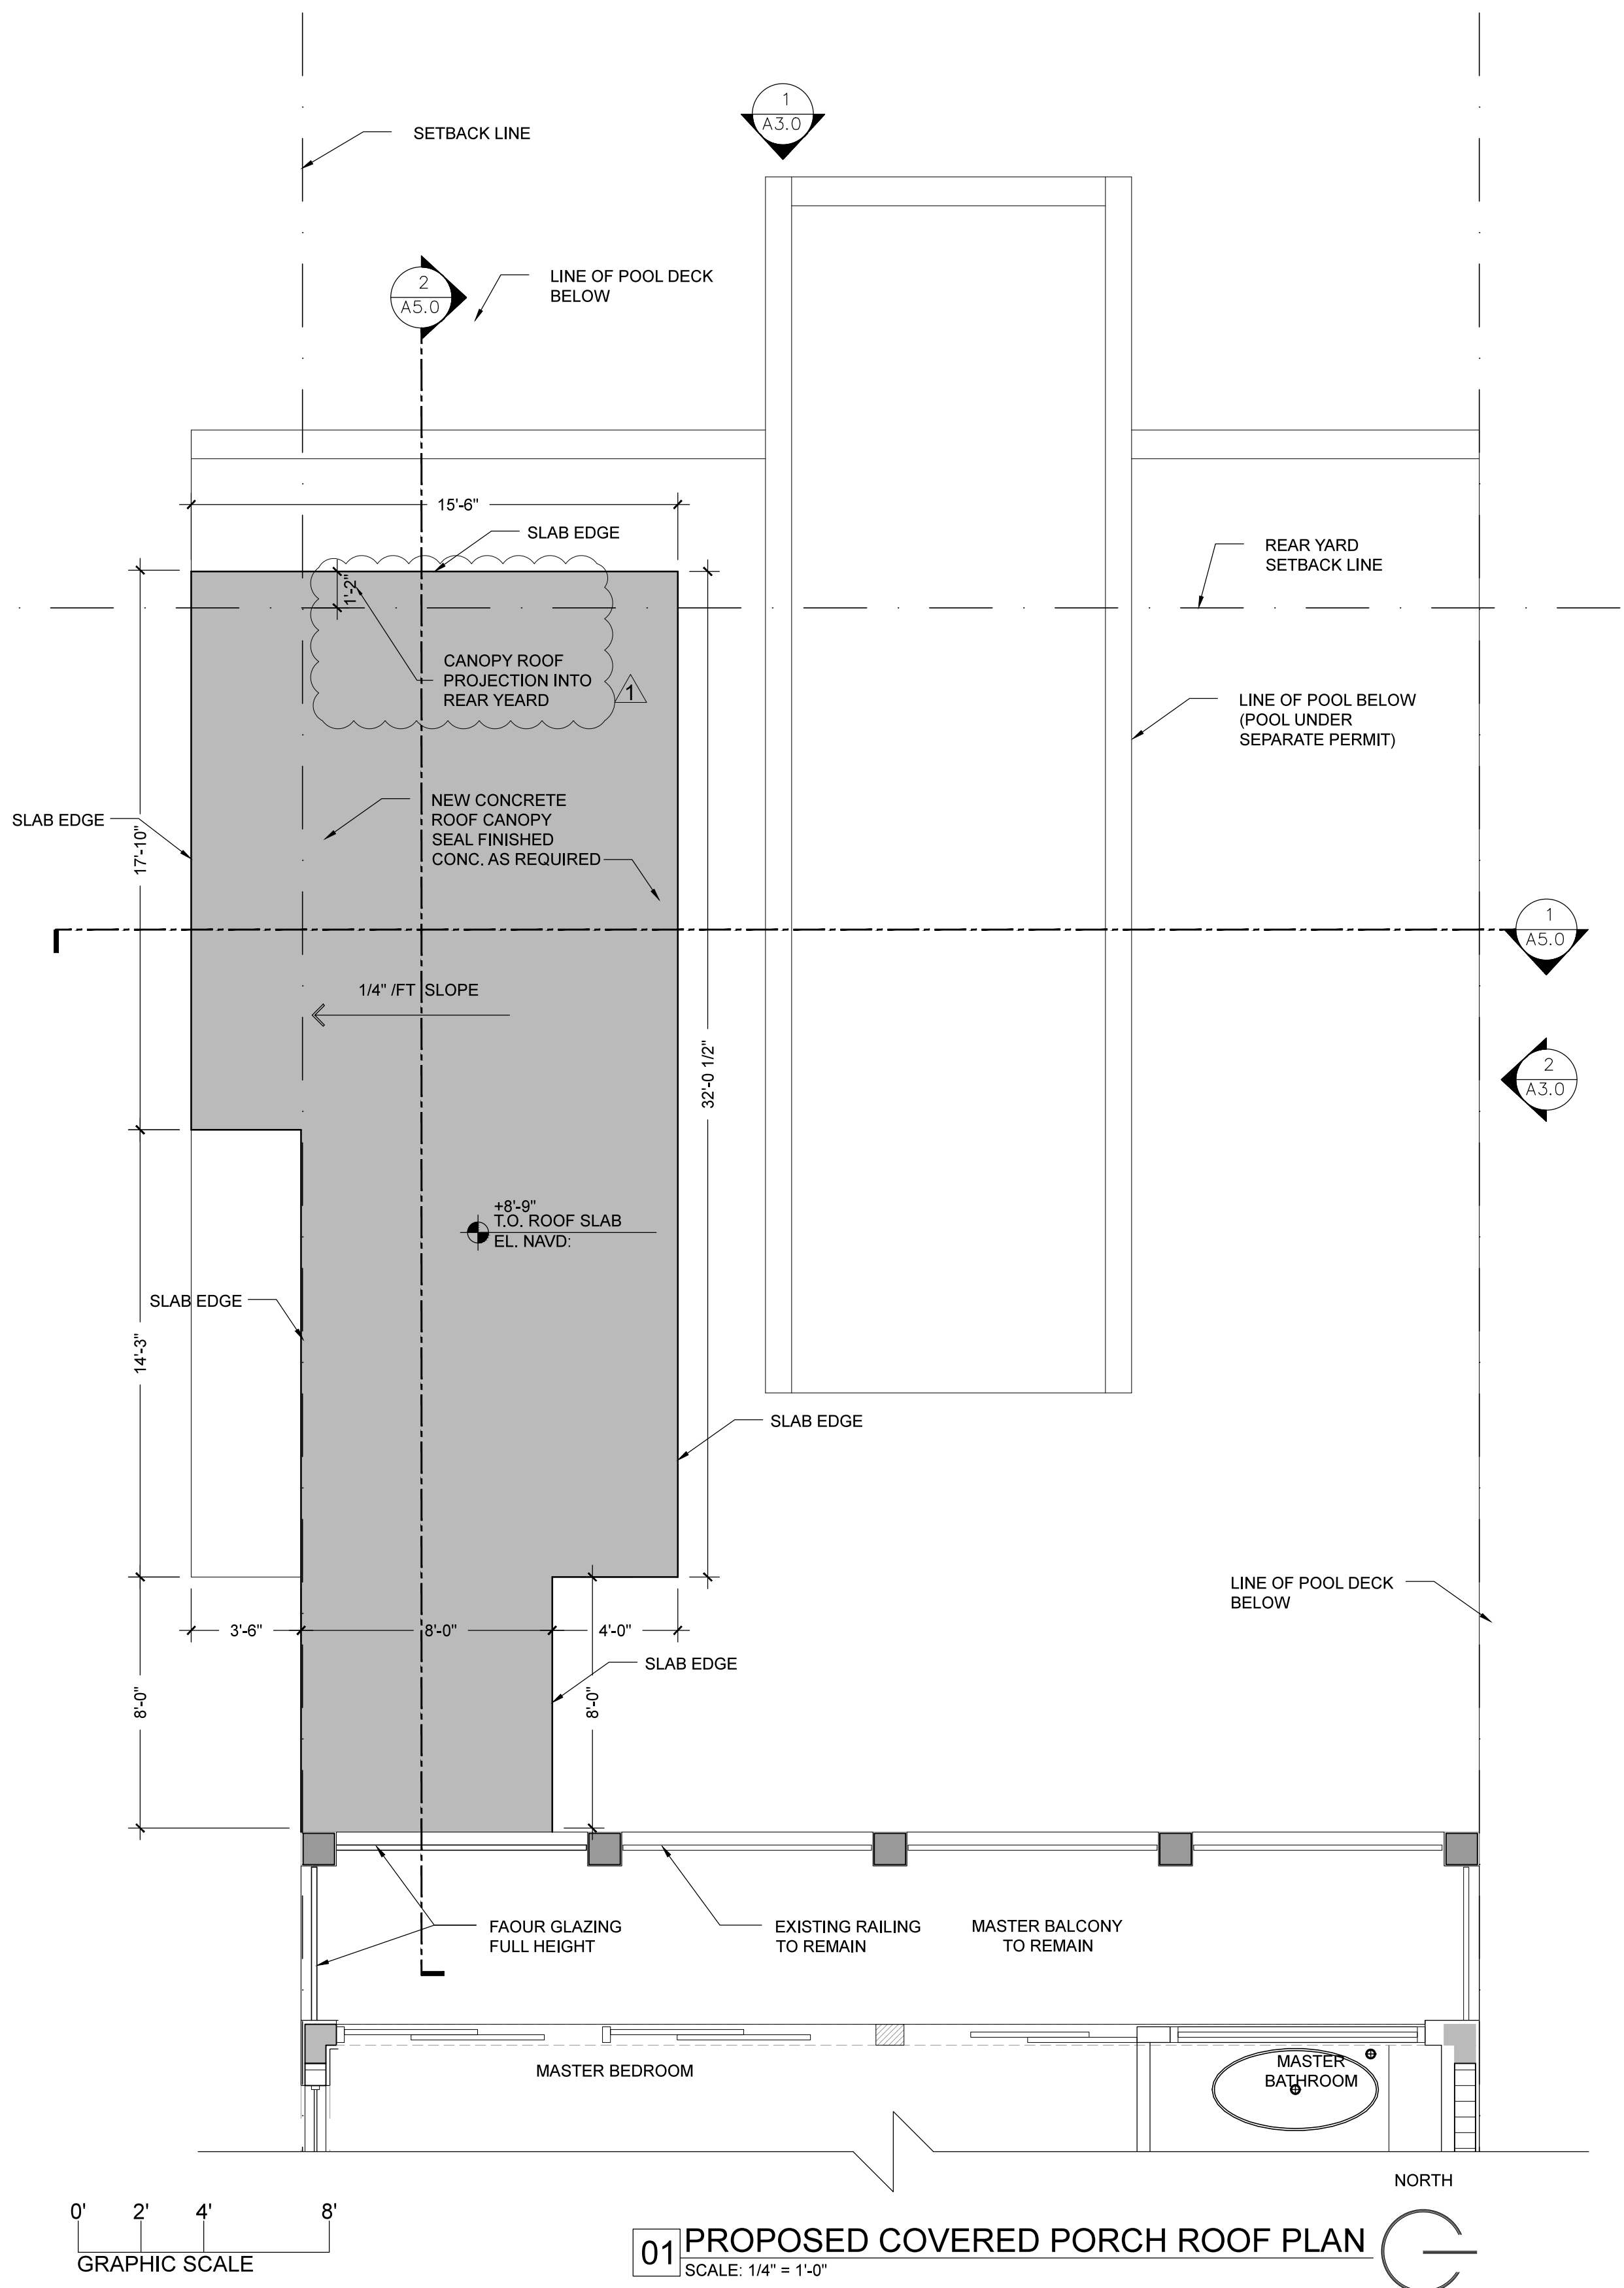 1
A3.0
SETBACK LINE
2
A5.0
LINE OF POOL DECK
BELOW
15'-6"
SLAB EDGE
REAR YARD
SETBACK LINE
1'-2"
CANOPY ROOF
PROJECTION INTO
REAR YEARD
1
LINE OF POOL BELOW
(POOL UNDER
SEPARATE PERMIT)
NEW CONCRETE
ROOF CANOPY
SEAL FINISHED
CONC. AS REQUIRED
SLAB EDGE
17'-10"
1
A5.0
1/4" /FT SLOPE
32'-0 1/2"
2
A3.0
+8'-9"
T.O. ROOF SLAB
EL. NAVD:
SLAB EDGE
14'-3"
SLAB EDGE
LINE OF POOL DECK
BELOW
3'-6"
8'-0"
4'-0"
SLAB EDGE
8'-0"
8'-0"
FAOUR GLAZING
FULL HEIGHT
EXISTING RAILING
TO REMAIN
MASTER BALCONY
TO REMAIN
MASTER BEDROOM
MASTER
BATHROOM
NORTH
0' 2' 4' 8'
GRAPHIC SCALE
01 PROPOSED COVERED PORCH ROOF PLAN
SCALE: 1/4" = 1'-0"